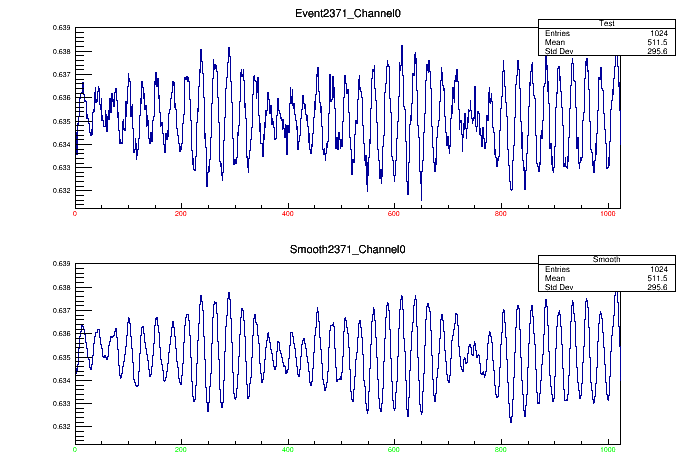 Event2371_Channel0
Test
Entries 1024
Mean 511.5
Std Dev 295.6
0.639
0.638
0.637
0.636
0.635
0.634
0.633
0.632
0 200 400 600 800 1000
Smooth2371_Channel0
Smooth
Entries 1024
Mean 511.5
Std Dev 295.6
0.639
0.638
0.637
0.636
0.635
0.634
0.633
0.632
0 200 400 600 800 1000